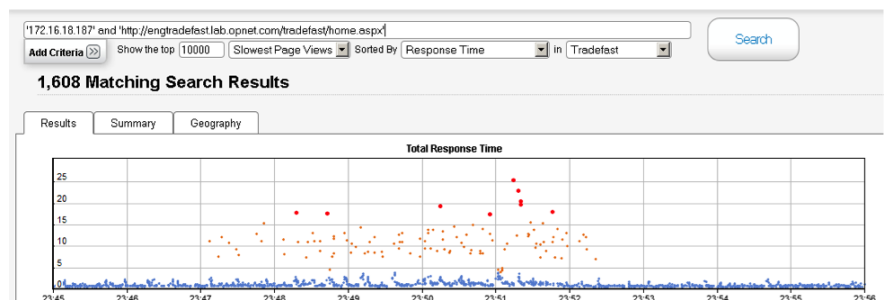 '172.16.18.187' and 'http://engtradefast.lab.opnet.com/tradefast/home.aspx'
Add Criteria Show the top 10000 Slowest Page Views Sorted By Response Time in Tradefast
Search
1,608 Matching Search Results
Results Summary Geography
Total Response Time
25
20
15
10
5
0
23:45 23:46 23:47 23:48 23:49 23:50 23:51 23:52 23:53 23:54 23:55 23:56